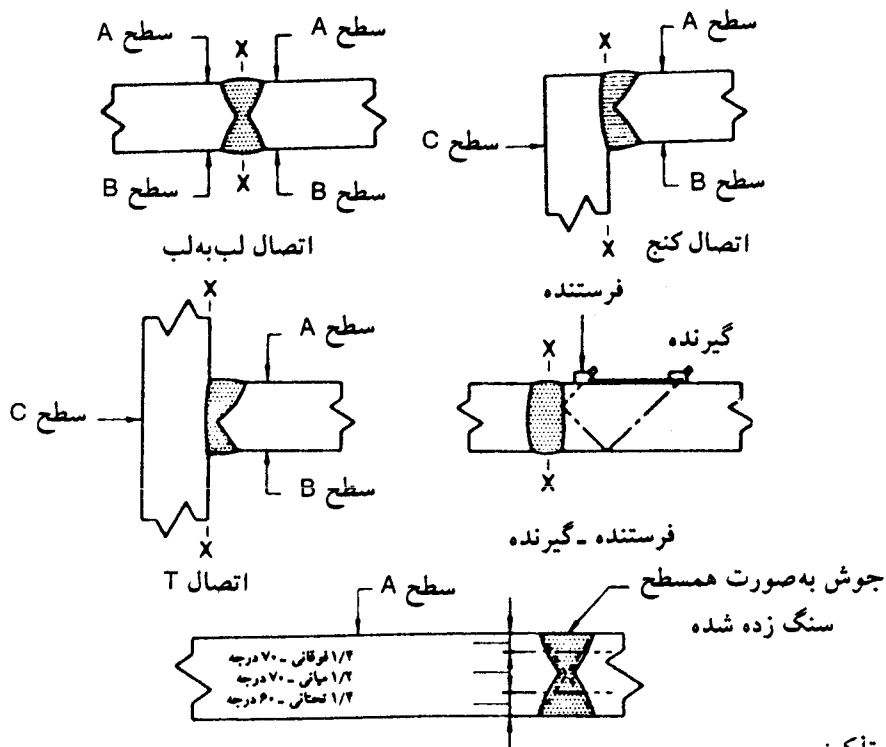 سطح A
X
سطح A
سطح B
X
سطح B
اتصال لب‌به‌لب
X
سطح A
سطح C
سطح B
X
اتصال کنج
X
سطح A
سطح C
سطح B
X
اتصال T
فرستنده
گیرنده
X
X
فرستنده - گیرنده
سطح A
جوش به‌صورت همسطح
سنگ زده شده
۱/۴ فوقانی - ۷۰ درجه
۱/۲ میانی - ۷۰ درجه
۱/۴ تحتانی - ۶۰ درجه